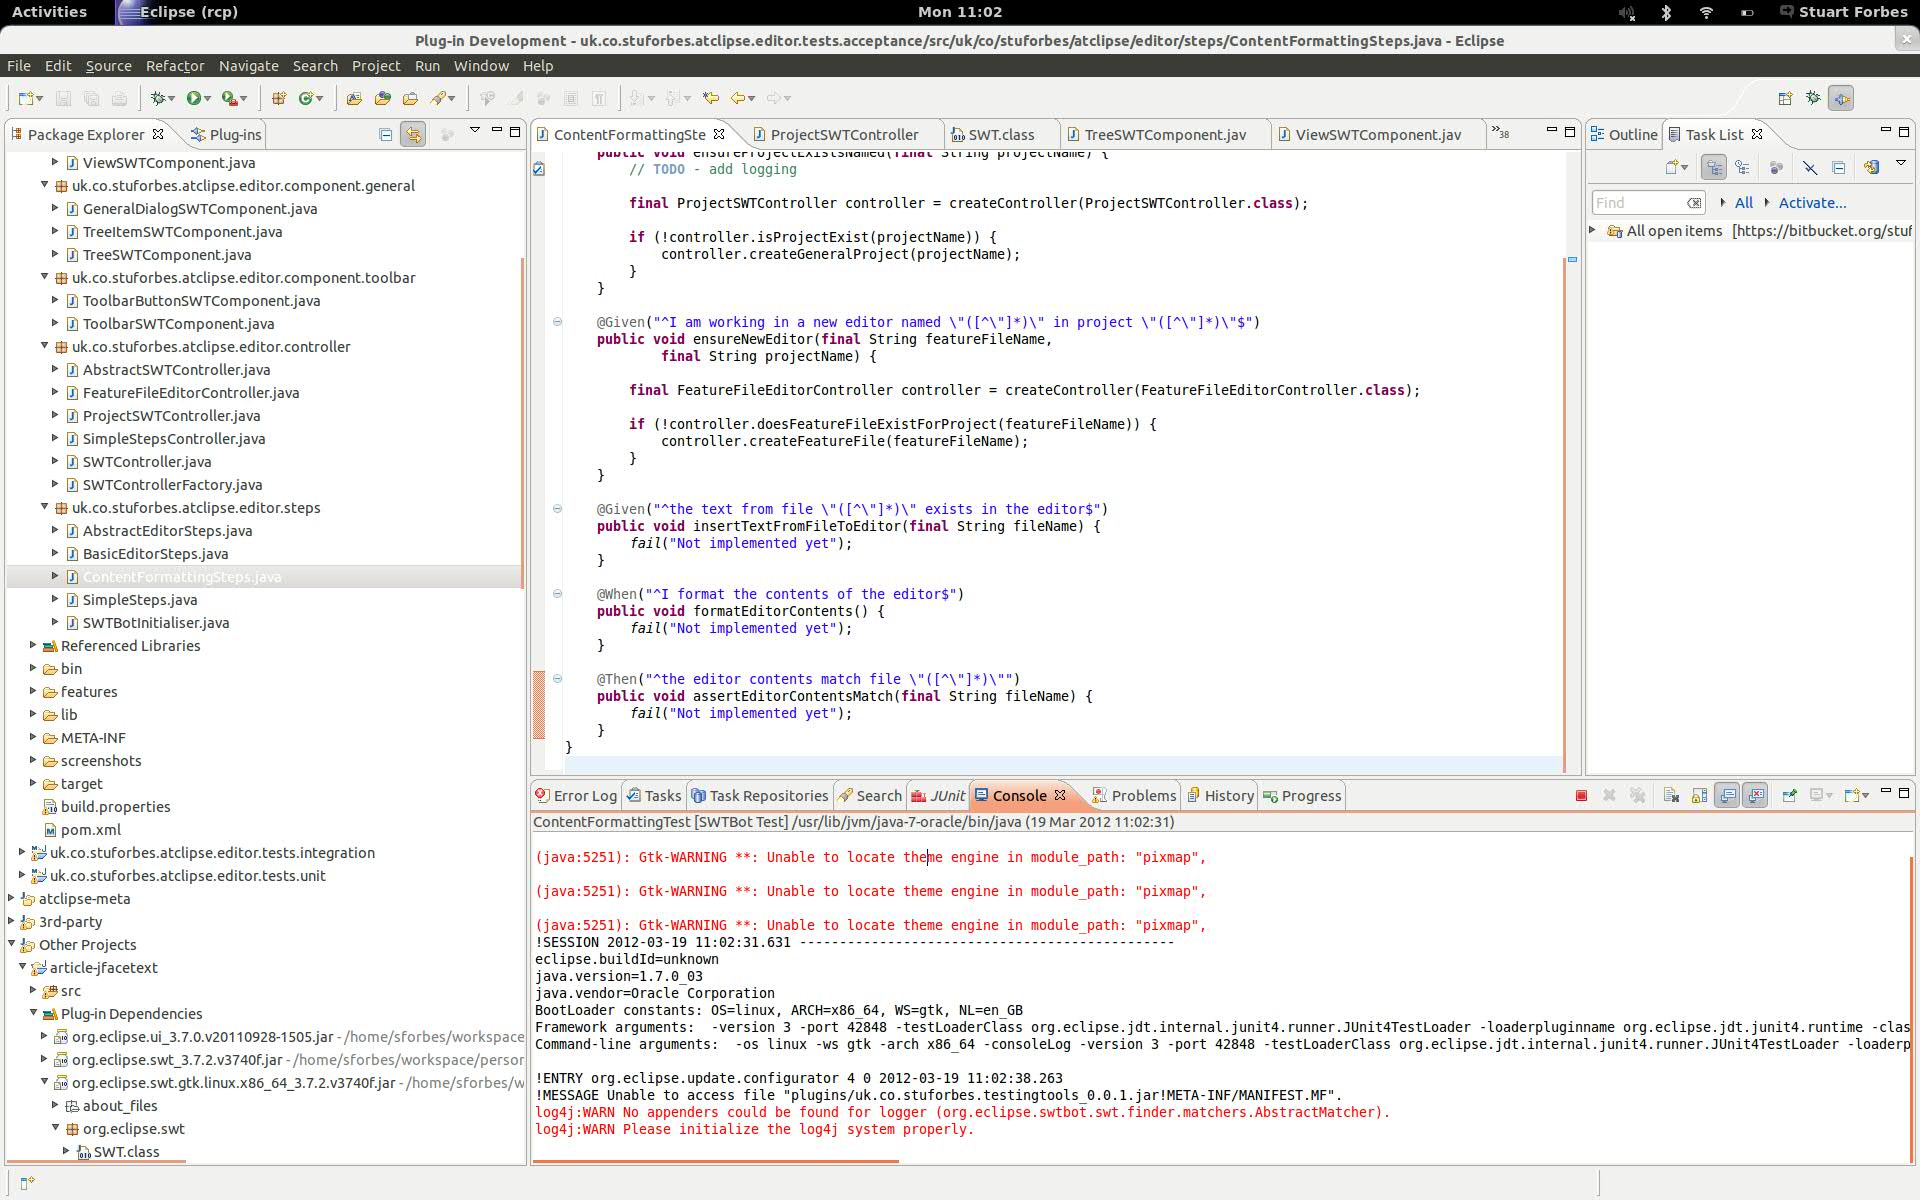 Activities
Eclipse (rcp)
Mon 11:02
Stuart Forbes
Plug-in Development - uk.co.stuforbes.atclipse.editor.tests.acceptance/src/uk/co/stuforbes/atclipse/editor/steps/ContentFormattingSteps.java - Eclipse
File Edit Source Refactor Navigate Search Project Run Window Help
Package Explorer
Plug-ins
ViewSWTComponent.java
uk.co.stuforbes.atclipse.editor.component.general
GeneralDialogSWTComponent.java
TreeItemSWTComponent.java
TreeSWTComponent.java
uk.co.stuforbes.atclipse.editor.component.toolbar
ToolbarButtonSWTComponent.java
ToolbarSWTComponent.java
uk.co.stuforbes.atclipse.editor.controller
AbstractSWTController.java
FeatureFileEditorController.java
ProjectSWTController.java
SimpleStepsController.java
SWTController.java
SWTControllerFactory.java
uk.co.stuforbes.atclipse.editor.steps
AbstractEditorSteps.java
BasicEditorSteps.java
ContentFormattingSteps.java
SimpleSteps.java
SWTBotInitialiser.java
Referenced Libraries
bin
features
lib
META-INF
screenshots
target
build.properties
pom.xml
uk.co.stuforbes.atclipse.editor.tests.integration
uk.co.stuforbes.atclipse.editor.tests.unit
atclipse-meta
3rd-party
Other Projects
article-jfacetext
src
Plug-in Dependencies
org.eclipse.ui_3.7.0.v20110928-1505.jar - /home/sforbes/workspace
org.eclipse.swt_3.7.2.v3740f.jar - /home/sforbes/workspace/person
org.eclipse.swt.gtk.linux.x86_64_3.7.2.v3740f.jar - /home/sforbes/w
about_files
org.eclipse.swt
SWT.class
ContentFormattingSte
ProjectSWTController
SWT.class
TreeSWTComponent.jav
ViewSWTComponent.jav
»38
public void ensureProjectExistsNamed(final String projectName) {
// TODO - add logging
final ProjectSWTController controller = createController(ProjectSWTController.class);
if (!controller.isProjectExist(projectName)) {
controller.createGeneralProject(projectName);
}
}
@Given("^I am working in a new editor named \"([^\"]*)\" in project \"([^\"]*)\"$")
public void ensureNewEditor(final String featureFileName,
final String projectName) {
final FeatureFileEditorController controller = createController(FeatureFileEditorController.class);
if (!controller.doesFeatureFileExistForProject(featureFileName)) {
controller.createFeatureFile(featureFileName);
}
}
@Given("^the text from file \"([^\"]*)\" exists in the editor$")
public void insertTextFromFileToEditor(final String fileName) {
fail("Not implemented yet");
}
@When("^I format the contents of the editor$")
public void formatEditorContents() {
fail("Not implemented yet");
}
@Then("^the editor contents match file \"([^\"]*)\"")
public void assertEditorContentsMatch(final String fileName) {
fail("Not implemented yet");
}
}
Outline
Task List
Find
All
Activate...
All open items [https://bitbucket.org/stuf
Error Log
Tasks
Task Repositories
Search
JUnit
Console
Problems
History
Progress
ContentFormattingTest [SWTBot Test] /usr/lib/jvm/java-7-oracle/bin/java (19 Mar 2012 11:02:31)
(java:5251): Gtk-WARNING **: Unable to locate theme engine in module_path: "pixmap",
(java:5251): Gtk-WARNING **: Unable to locate theme engine in module_path: "pixmap",
(java:5251): Gtk-WARNING **: Unable to locate theme engine in module_path: "pixmap",
!SESSION 2012-03-19 11:02:31.631 -----------------------------------------------
eclipse.buildId=unknown
java.version=1.7.0_03
java.vendor=Oracle Corporation
BootLoader constants: OS=linux, ARCH=x86_64, WS=gtk, NL=en_GB
Framework arguments:  -version 3 -port 42848 -testLoaderClass org.eclipse.jdt.internal.junit4.runner.JUnit4TestLoader -loaderpluginname org.eclipse.jdt.junit4.runtime -clas
Command-line arguments:  -os linux -ws gtk -arch x86_64 -consoleLog -version 3 -port 42848 -testLoaderClass org.eclipse.jdt.internal.junit4.runner.JUnit4TestLoader -loaderp
!ENTRY org.eclipse.update.configurator 4 0 2012-03-19 11:02:38.263
!MESSAGE Unable to access file "plugins/uk.co.stuforbes.testingtools_0.0.1.jar!META-INF/MANIFEST.MF".
log4j:WARN No appenders could be found for logger (org.eclipse.swtbot.swt.finder.matchers.AbstractMatcher).
log4j:WARN Please initialize the log4j system properly.